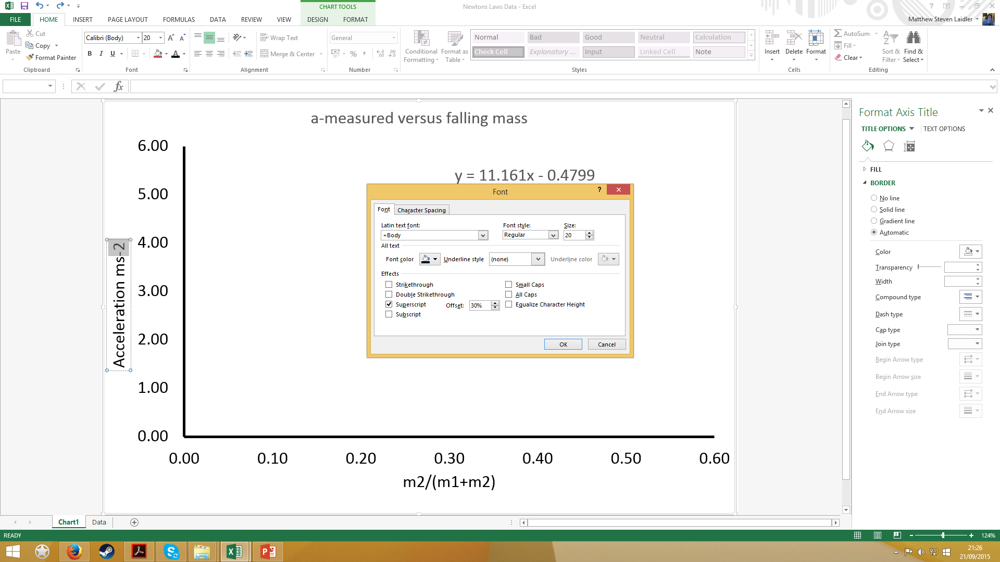 CHART TOOLS
Newtons Laws Data - Excel
FILE HOME INSERT PAGE LAYOUT FORMULAS DATA REVIEW VIEW DESIGN FORMAT
Matthew Steven Laidler
Paste
Cut
Copy
Format Painter
Clipboard
Calibri (Body) 20
B I U
Font
Wrap Text
Merge & Center
Alignment
General
Number
Conditional Formatting
Format as Table
Normal Bad Good Neutral Calculation
Check Cell Explanatory ... Input Linked Cell Note
Styles
Insert Delete Format
Cells
AutoSum
Fill
Clear
Sort & Filter
Find & Select
Editing
fx
a-measured versus falling mass
y = 11.161x - 0.4799
6.00
5.00
4.00
3.00
2.00
1.00
0.00
Acceleration ms-2
0.00 0.10 0.20 0.30 0.40 0.50 0.60
m2/(m1+m2)
Font
Font Character Spacing
Latin text font: Font style: Size:
+Body Regular 20
All text
Font color Underline style (none) Underline color
Effects
Strikethrough Small Caps
Double Strikethrough All Caps
Superscript Offset: 30% Equalize Character Height
Subscript
OK Cancel
Format Axis Title
TITLE OPTIONS TEXT OPTIONS
FILL
BORDER
No line
Solid line
Gradient line
Automatic
Color
Transparency
Width
Compound type
Dash type
Cap type
Join type
Begin Arrow type
Begin Arrow size
End Arrow type
End Arrow size
Chart1 Data
READY
124%
21:26
21/09/2015